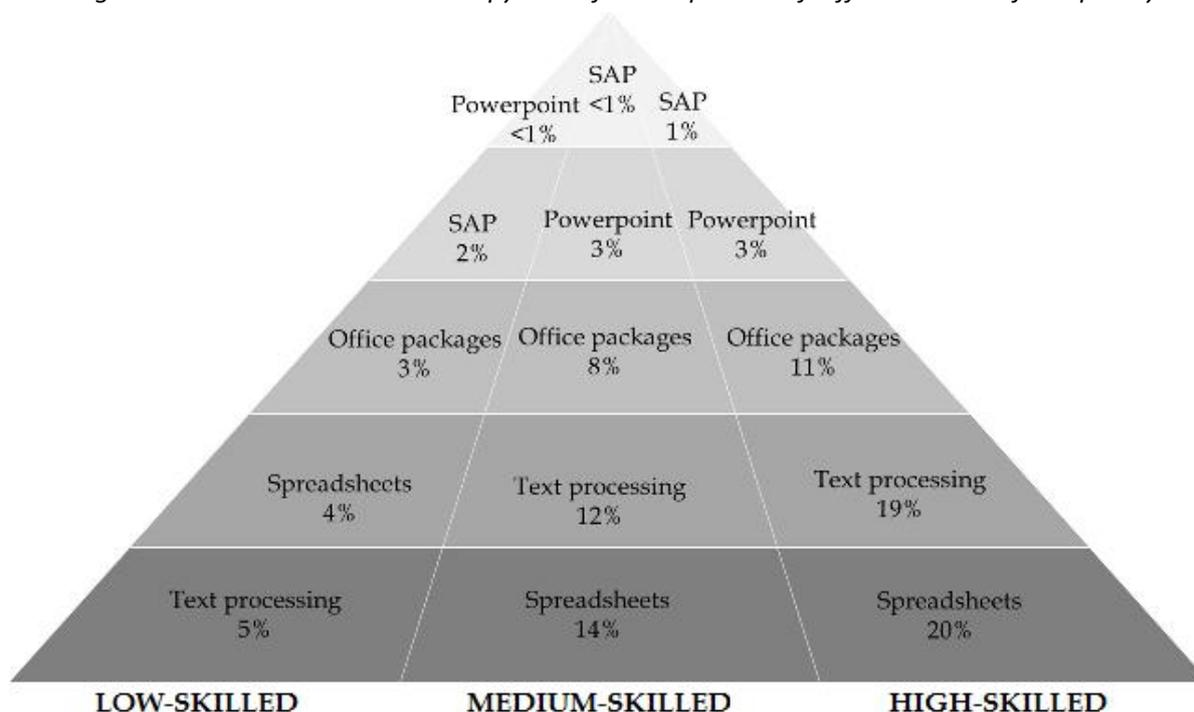 SAP
Powerpoint <1% SAP
<1% 1%
SAP Powerpoint Powerpoint
2% 3% 3%
Office packages Office packages Office packages
3% 8% 11%
Spreadsheets Text processing Text processing
4% 12% 19%
Text processing Spreadsheets Spreadsheets
5% 14% 20%
LOW-SKILLED MEDIUM-SKILLED HIGH-SKILLED